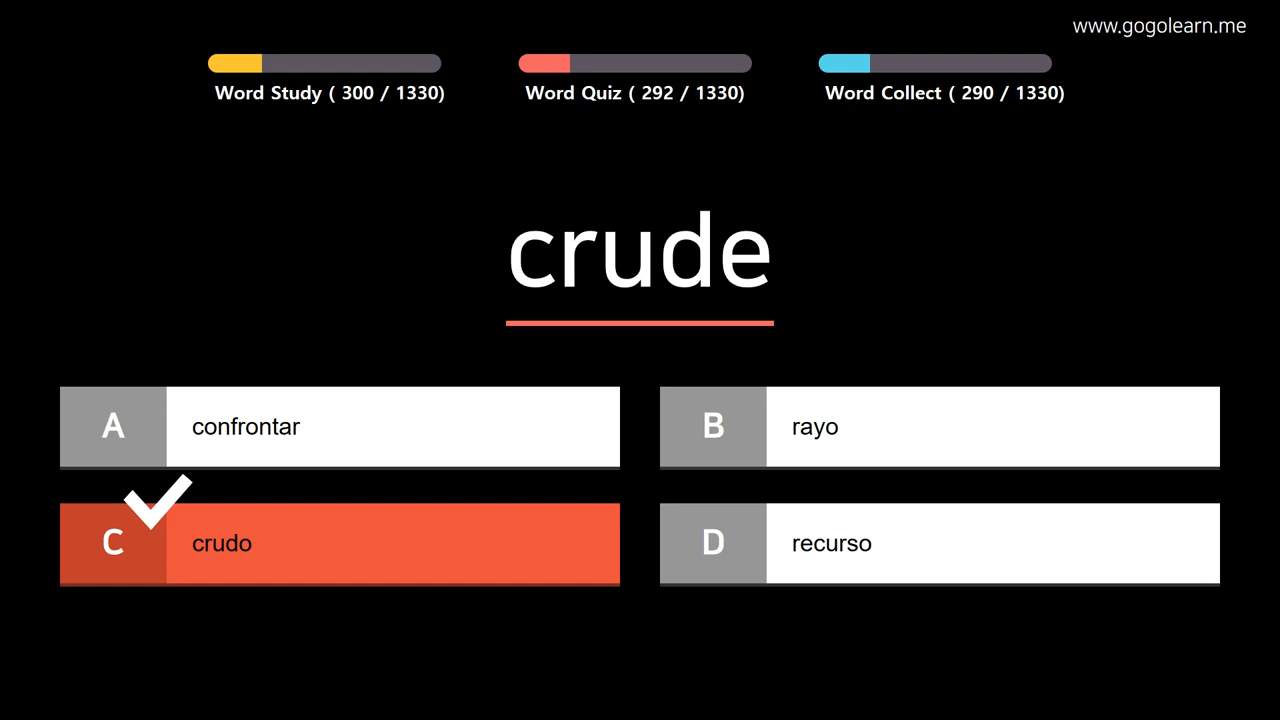 www.gogolearn.me
Word Study ( 300 / 1330)
Word Quiz ( 292 / 1330)
Word Collect ( 290 / 1330)
crude
A confrontar
B rayo
C crudo
D recurso